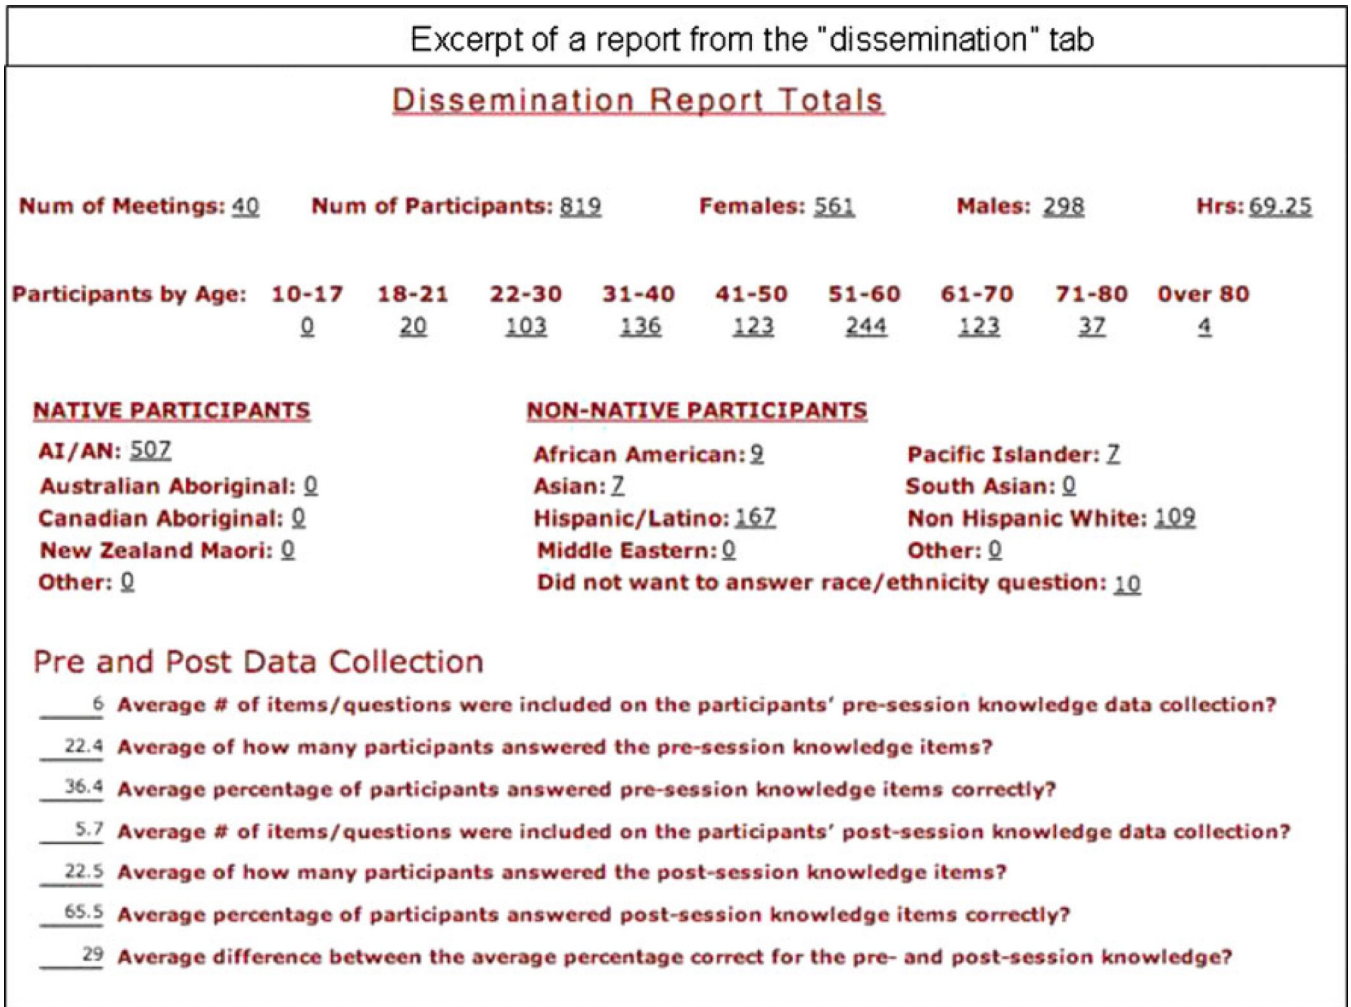 Excerpt of a report from the "dissemination" tab
Dissemination Report Totals
Num of Meetings: 40 Num of Participants: 819 Females: 561 Males: 298 Hrs: 69.25
Participants by Age: 10-17 18-21 22-30 31-40 41-50 51-60 61-70 71-80 Over 80
0 20 103 136 123 244 123 37 4
NATIVE PARTICIPANTS NON-NATIVE PARTICIPANTS
AI/AN: 507 African American: 9 Pacific Islander: 7
Australian Aboriginal: 0 Asian: 7 South Asian: 0
Canadian Aboriginal: 0 Hispanic/Latino: 167 Non Hispanic White: 109
New Zealand Maori: 0 Middle Eastern: 0 Other: 0
Other: 0 Did not want to answer race/ethnicity question: 10
Pre and Post Data Collection
6 Average # of items/questions were included on the participants' pre-session knowledge data collection?
22.4 Average of how many participants answered the pre-session knowledge items?
36.4 Average percentage of participants answered pre-session knowledge items correctly?
5.7 Average # of items/questions were included on the participants' post-session knowledge data collection?
22.5 Average of how many participants answered the post-session knowledge items?
65.5 Average percentage of participants answered post-session knowledge items correctly?
29 Average difference between the average percentage correct for the pre- and post-session knowledge?